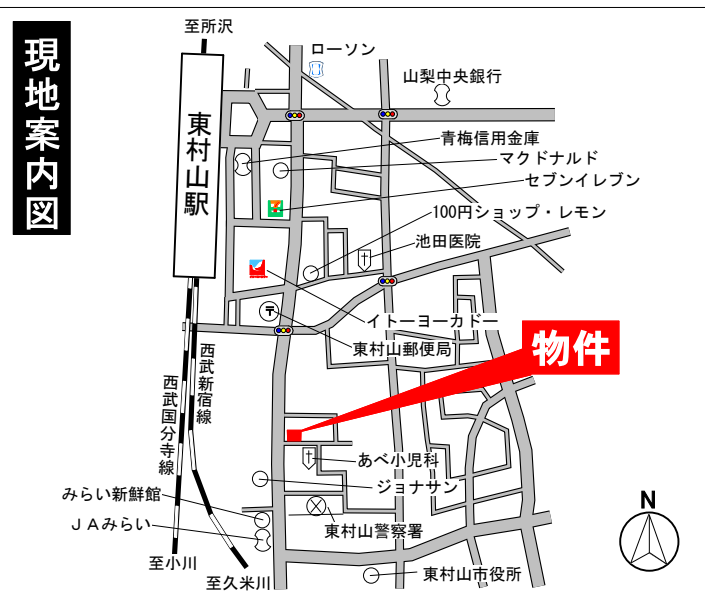 現地案内図
至所沢
ローソン
山梨中央銀行
東村山駅
青梅信用金庫
マクドナルド
セブンイレブン
100円ショップ・レモン
池田医院
イトーヨーカドー
東村山郵便局
物件
西武新宿線
西武国分寺線
あべ小児科
ジョナサン
みらい新鮮館
JAみらい
東村山警察署
N
至小川
至久米川
東村山市役所